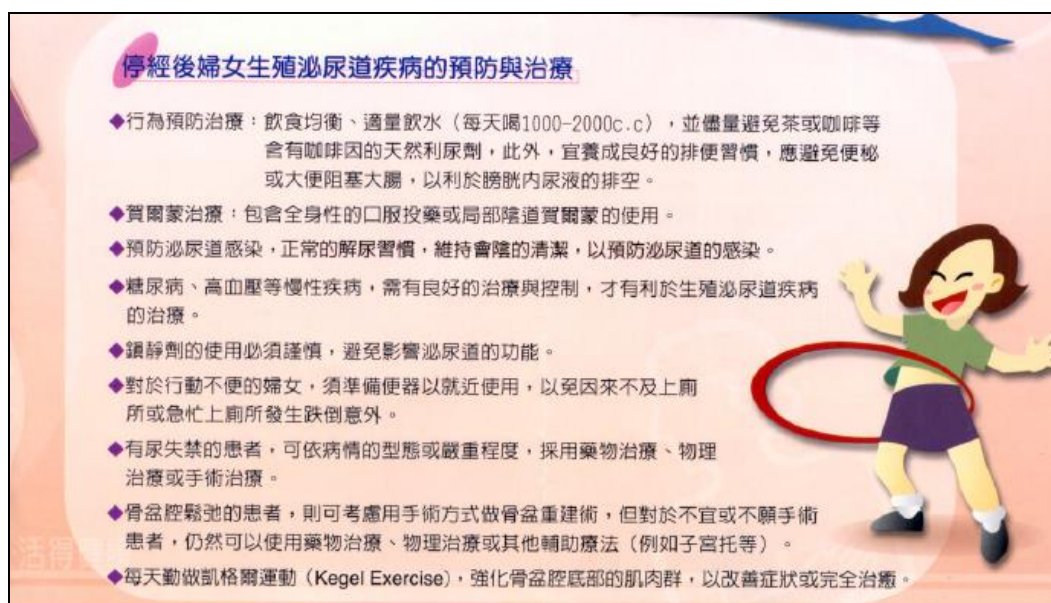 停經後婦女生殖泌尿道疾病的預防與治療
◆行為預防治療：飲食均衡、適量飲水（每天喝1000-2000c.c），並儘量避免茶或咖啡等
含有咖啡因的天然利尿劑，此外，宜養成良好的排便習慣，應避免便秘
或大便阻塞大腸，以利於膀胱內尿液的排空。
◆賀爾蒙治療：包含全身性的口服投藥或局部陰道賀爾蒙的使用。
◆預防泌尿道感染，正常的解尿習慣，維持會陰的清潔，以預防泌尿道的感染。
◆糖尿病、高血壓等慢性疾病，需有良好的治療與控制，才有利於生殖泌尿道疾病
的治療。
◆鎮靜劑的使用必須謹慎，避免影響泌尿道的功能。
◆對於行動不便的婦女，須準備便器以就近使用，以免因來不及上廁
所或急忙上廁所發生跌倒意外。
◆有尿失禁的患者，可依病情的型態或嚴重程度，採用藥物治療、物理
治療或手術治療。
◆骨盆腔鬆弛的患者，則可考慮用手術方式做骨盆重建術，但對於不宜或不願手術
患者，仍然可以使用藥物治療、物理治療或其他輔助療法（例如子宮托等）。
◆每天勤做凱格爾運動（Kegel Exercise），強化骨盆腔底部的肌肉群，以改善症狀或完全治癒。
活得